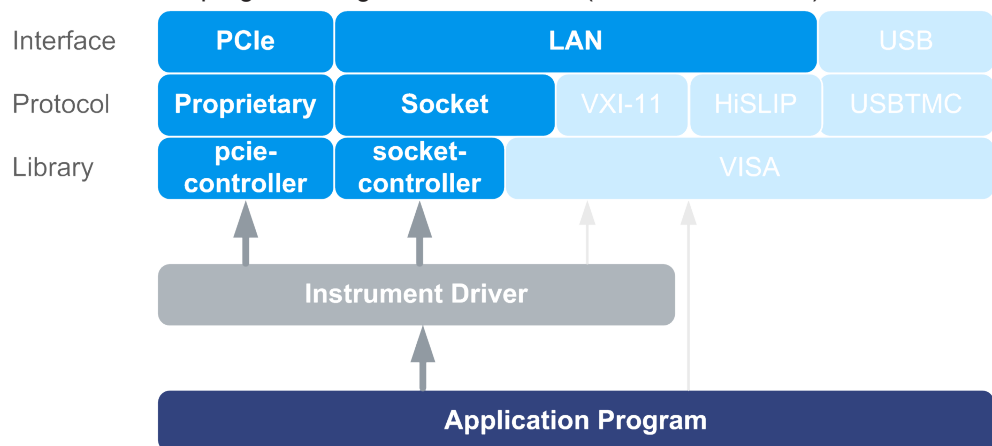 Interface PCIe LAN USB
Protocol Proprietary Socket VXI-11 HiSLIP USBTMC
Library pcie-controller socket-controller VISA
Instrument Driver
Application Program